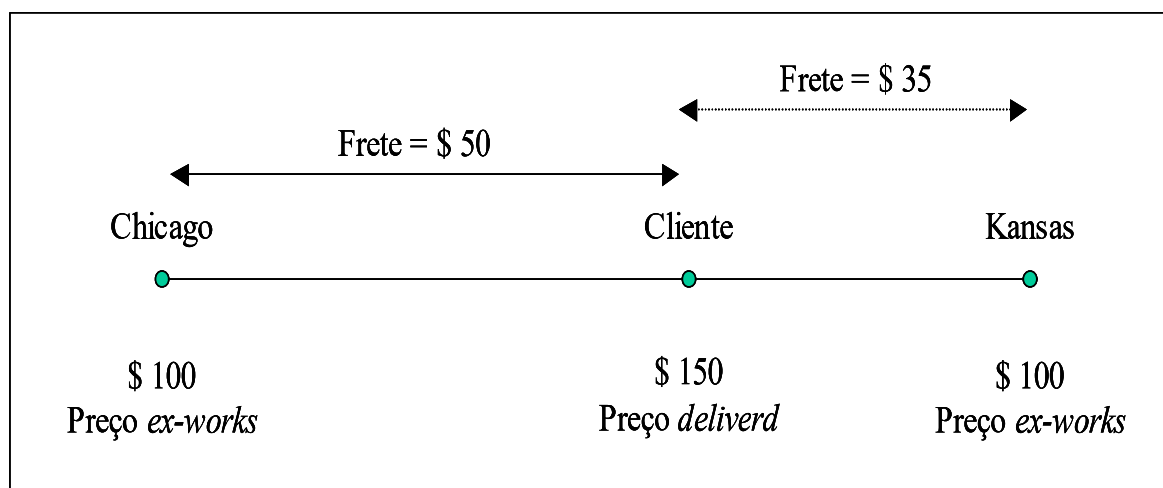 Frete = $ 35
Frete = $ 50
Chicago
Cliente
Kansas
$ 100
Preço ex-works
$ 150
Preço deliverd
$ 100
Preço ex-works